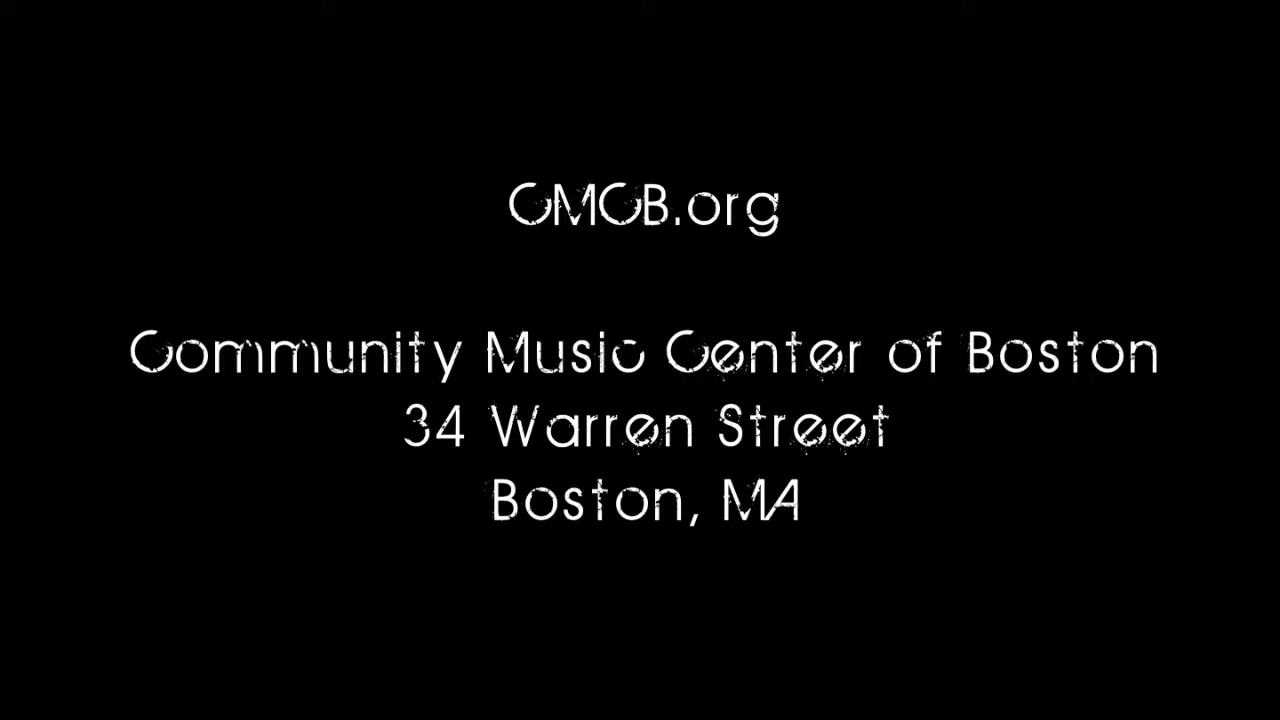 CMCB.org
Community Music Center of Boston
34 Warren Street
Boston, MA